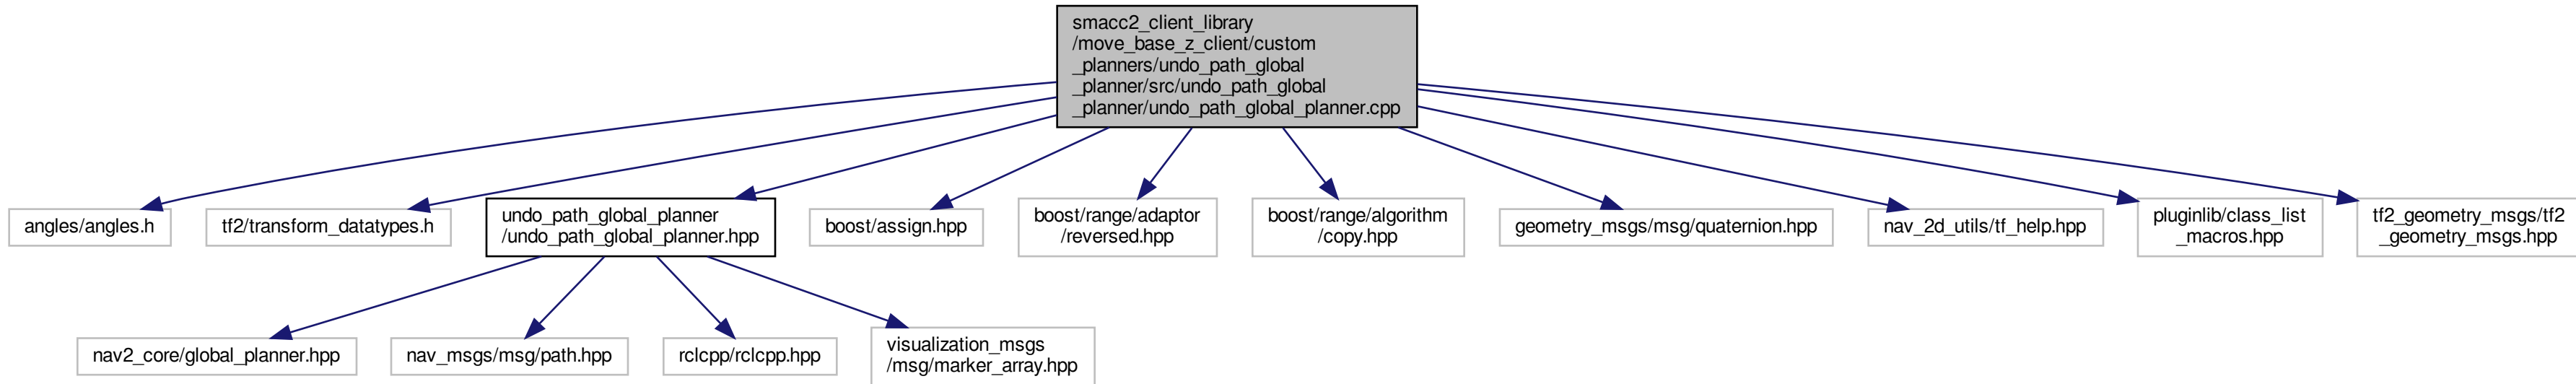 smacc2_client_library
/move_base_z_client/custom
_planners/undo_path_global
_planner/src/undo_path_global
_planner/undo_path_global_planner.cpp
angles/angles.h
tf2/transform_datatypes.h
undo_path_global_planner
/undo_path_global_planner.hpp
boost/assign.hpp
boost/range/adaptor
/reversed.hpp
boost/range/algorithm
/copy.hpp
geometry_msgs/msg/quaternion.hpp
nav_2d_utils/tf_help.hpp
pluginlib/class_list
_macros.hpp
tf2_geometry_msgs/tf2
_geometry_msgs.hpp
nav2_core/global_planner.hpp
nav_msgs/msg/path.hpp
rclcpp/rclcpp.hpp
visualization_msgs
/msg/marker_array.hpp